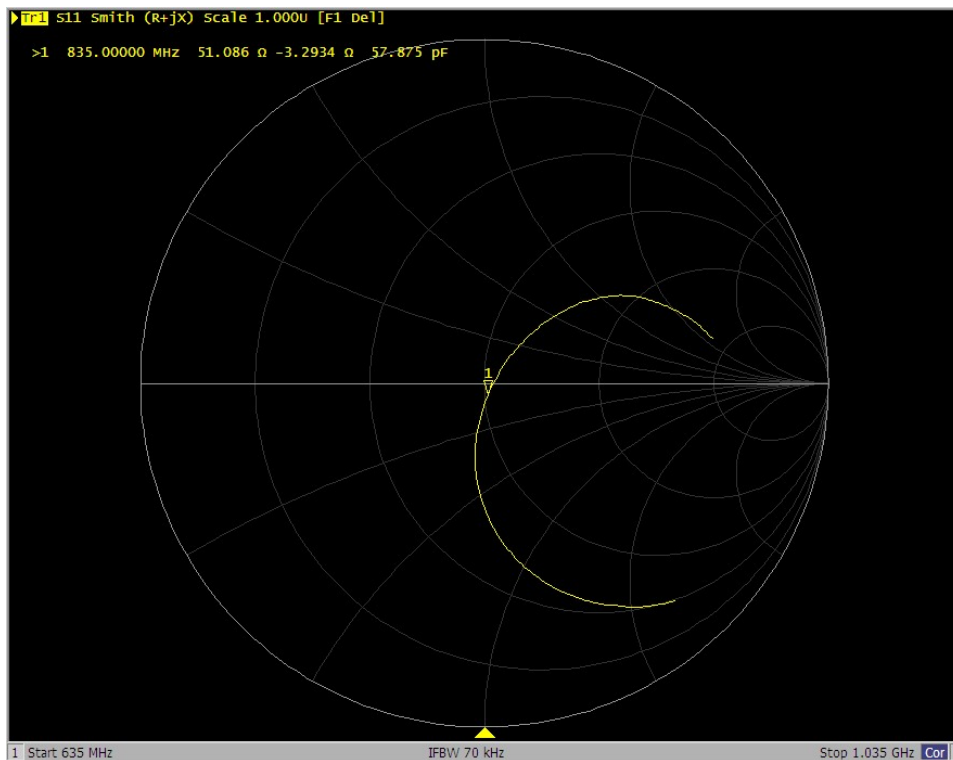 Tr1 S11 Smith (R+jX) Scale 1.000U [F1 Del]
>1 835.00000 MHz 51.086 Ω -3.2934 Ω 57.875 pF
1
1 Start 635 MHz IFBW 70 kHz Stop 1.035 GHz Cor